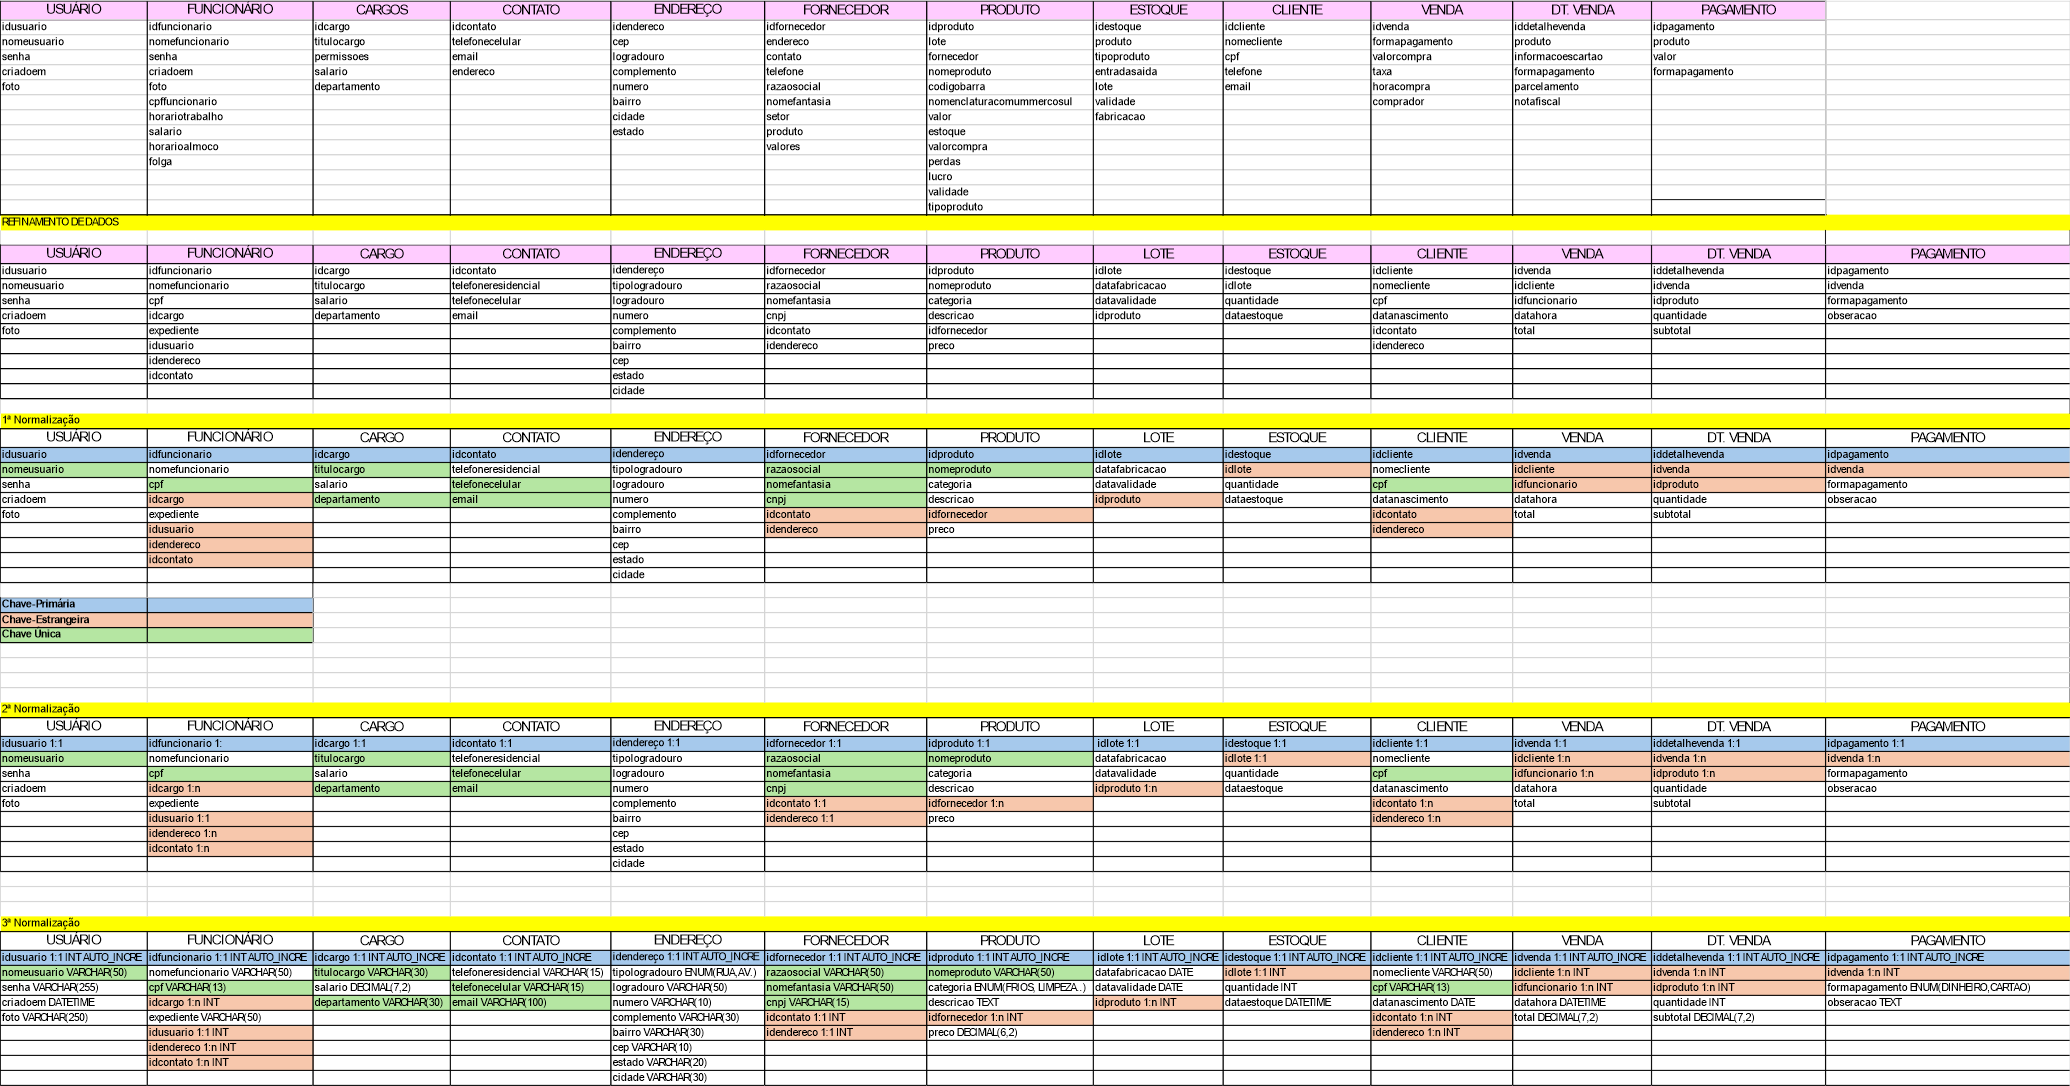 USUÁRIO FUNCIONÁRIO CARGOS CONTATO ENDEREÇO FORNECEDOR PRODUTO ESTOQUE CLIENTE VENDA DT. VENDA PAGAMENTO
idusuario idfuncionario idcargo idcontato idendereco idfornecedor idproduto idestoque idcliente idvenda iddetalhevenda idpagamento
nomeusuario nomefuncionario titulocargo telefonecelular cep endereco lote produto nomecliente formapagamento produto produto
senha senha permissoes email logradouro contato fornecedor tipoproduto cpf valorcompra informacoescartao valor
criadoem criadoem salario endereco complemento telefone nomeproduto entradasaida telefone taxa formapagamento formapagamento
foto foto departamento numero razaosocial codigobarra lote email horacompra parcelamento
cpffuncionario bairro nomefantasia nomenclaturacomummercosul validade comprador notafiscal
horariotrabalho cidade setor valor fabricacao
salario estado produto estoque
horarioalmoco valores valorcompra
folga perdas
lucro
validade
tipoproduto
REFINAMENTO DE DADOS
USUÁRIO FUNCIONÁRIO CARGO CONTATO ENDEREÇO FORNECEDOR PRODUTO LOTE ESTOQUE CLIENTE VENDA DT. VENDA PAGAMENTO
idusuario idfuncionario idcargo idcontato idendereço idfornecedor idproduto idlote idestoque idcliente idvenda iddetalhevenda idpagamento
nomeusuario nomefuncionario titulocargo telefoneresidencial tipologradouro razaosocial nomeproduto datafabricacao idlote nomecliente idcliente idvenda idvenda
senha cpf salario telefonecelular logradouro nomefantasia categoria datavalidade quantidade cpf idfuncionario idproduto formapagamento
criadoem idcargo departamento email numero cnpj descricao idproduto dataestoque datanascimento datahora quantidade obseracao
foto expediente complemento idcontato idfornecedor idcontato total subtotal
idusuario bairro idendereco preco idendereco
idendereco cep
idcontato estado
cidade
1ª Normalização
USUÁRIO FUNCIONÁRIO CARGO CONTATO ENDEREÇO FORNECEDOR PRODUTO LOTE ESTOQUE CLIENTE VENDA DT. VENDA PAGAMENTO
idusuario idfuncionario idcargo idcontato idendereço idfornecedor idproduto idlote idestoque idcliente idvenda iddetalhevenda idpagamento
nomeusuario nomefuncionario titulocargo telefoneresidencial tipologradouro razaosocial nomeproduto datafabricacao idlote nomecliente idcliente idvenda idvenda
senha cpf salario telefonecelular logradouro nomefantasia categoria datavalidade quantidade cpf idfuncionario idproduto formapagamento
criadoem idcargo departamento email numero cnpj descricao idproduto dataestoque datanascimento datahora quantidade obseracao
foto expediente complemento idcontato idfornecedor idcontato total subtotal
idusuario bairro idendereco preco idendereco
idendereco cep
idcontato estado
cidade
Chave-Primária
Chave-Estrangeira
Chave Única
2ª Normalização
USUÁRIO FUNCIONÁRIO CARGO CONTATO ENDEREÇO FORNECEDOR PRODUTO LOTE ESTOQUE CLIENTE VENDA DT. VENDA PAGAMENTO
idusuario 1:1 idfuncionario 1: idcargo 1:1 idcontato 1:1 idendereço 1:1 idfornecedor 1:1 idproduto 1:1 idlote 1:1 idestoque 1:1 idcliente 1:1 idvenda 1:1 iddetalhevenda 1:1 idpagamento 1:1
nomeusuario nomefuncionario titulocargo telefoneresidencial tipologradouro razaosocial nomeproduto datafabricacao idlote 1:1 nomecliente idcliente 1:n idvenda 1:n idvenda 1:n
senha cpf salario telefonecelular logradouro nomefantasia categoria datavalidade quantidade cpf idfuncionario 1:n idproduto 1:n formapagamento
criadoem idcargo 1:n departamento email numero cnpj descricao idproduto 1:n dataestoque datanascimento datahora quantidade obseracao
foto expediente complemento idcontato 1:1 idfornecedor 1:n idcontato 1:n total subtotal
idusuario 1:1 bairro idendereco 1:1 preco idendereco 1:n
idendereco 1:n cep
idcontato 1:n estado
cidade
3ª Normalização
USUÁRIO FUNCIONÁRIO CARGO CONTATO ENDEREÇO FORNECEDOR PRODUTO LOTE ESTOQUE CLIENTE VENDA DT. VENDA PAGAMENTO
idusuario 1:1 INT AUTO_INCRE idfuncionario 1:1 INT AUTO_INCRE idcargo 1:1 INT AUTO_INCRE idcontato 1:1 INT AUTO_INCRE idendereço 1:1 INT AUTO_INCRE idfornecedor 1:1 INT AUTO_INCRE idproduto 1:1 INT AUTO_INCRE idlote 1:1 INT AUTO_INCRE idestoque 1:1 INT AUTO_INCRE idcliente 1:1 INT AUTO_INCRE idvenda 1:1 INT AUTO_INCRE iddetalhevenda 1:1 INT AUTO_INCRE idpagamento 1:1 INT AUTO_INCRE
nomeusuario VARCHAR(50) nomefuncionario VARCHAR(50) titulocargo VARCHAR(30) telefoneresidencial VARCHAR(15) tipologradouro ENUM(RUA,AV.) razaosocial VARCHAR(50) nomeproduto VARCHAR(50) datafabricacao DATE idlote 1:1 INT nomecliente VARCHAR(50) idcliente 1:n INT idvenda 1:n INT idvenda 1:n INT
senha VARCHAR(255) cpf VARCHAR(13) salario DECIMAL(7,2) telefonecelular VARCHAR(15) logradouro VARCHAR(50) nomefantasia VARCHAR(50) categoria ENUM(FRIOS, LIMPEZA..) datavalidade DATE quantidade INT cpf VARCHAR(13) idfuncionario 1:n INT idproduto 1:n INT formapagamento ENUM(DINHEIRO,CARTAO)
criadoem DATETIME idcargo 1:n INT departamento VARCHAR(30) email VARCHAR(100) numero VARCHAR(10) cnpj VARCHAR(15) descricao TEXT idproduto 1:n INT dataestoque DATETIME datanascimento DATE datahora DATETIME quantidade INT obseracao TEXT
foto VARCHAR(250) expediente VARCHAR(50) complemento VARCHAR(30) idcontato 1:1 INT idfornecedor 1:n INT idcontato 1:n INT total DECIMAL(7,2) subtotal DECIMAL(7,2)
idusuario 1:1 INT bairro VARCHAR(30) idendereco 1:1 INT preco DECIMAL(6,2) idendereco 1:n INT
idendereco 1:n INT cep VARCHAR(10)
idcontato 1:n INT estado VARCHAR(20)
cidade VARCHAR(30)